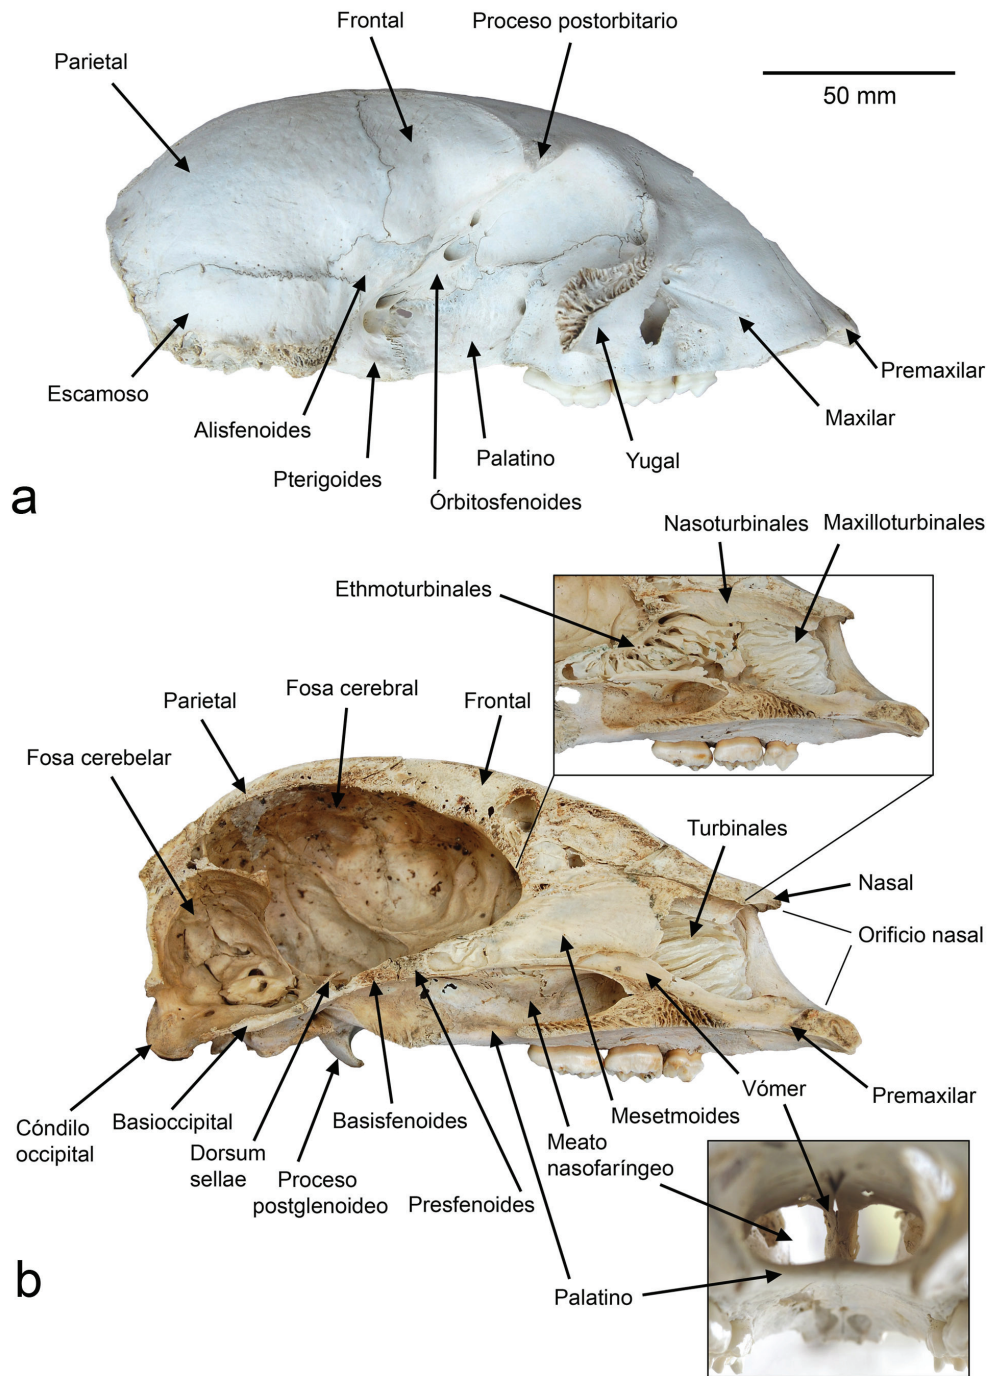 Frontal
Proceso postorbitario
Parietal
50 mm
Premaxilar
Escamoso
Maxilar
Alisfenoides
Palatino
Yugal
Pterigoides
Órbitosfenoides
a
Nasoturbinales
Maxilloturbinales
Ethmoturbinales
Fosa cerebral
Parietal
Frontal
Fosa cerebelar
Turbinales
Nasal
Orificio nasal
Vómer
Premaxilar
Mesetmoides
Basioccipital
Basisfenoides
Cóndilo
occipital
Dorsum
sellae
Meato
nasofaríngeo
Proceso
postglenoideo
Presfenoides
b
Palatino